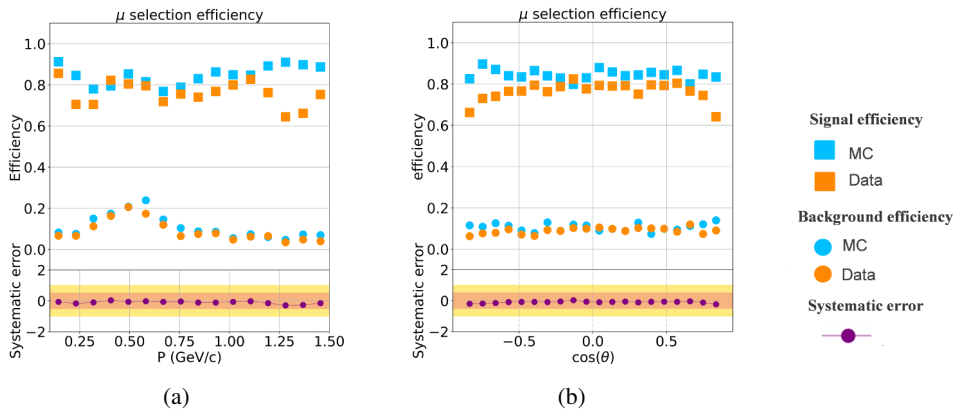 μ selection efficiency
Efficiency
1.0
0.8
0.6
0.4
0.2
0.0
Systematic error
2
0
−2
0.25
0.50
0.75
1.00
1.25
1.50
P (GeV/c)
(a)
μ selection efficiency
efficiency
1.0
0.8
0.6
0.4
0.2
0.0
Systematic error
2
0
−2
−0.5
0.0
0.5
cos(θ)
(b)
Signal efficiency
MC
Data
Background efficiency
MC
Data
Systematic error